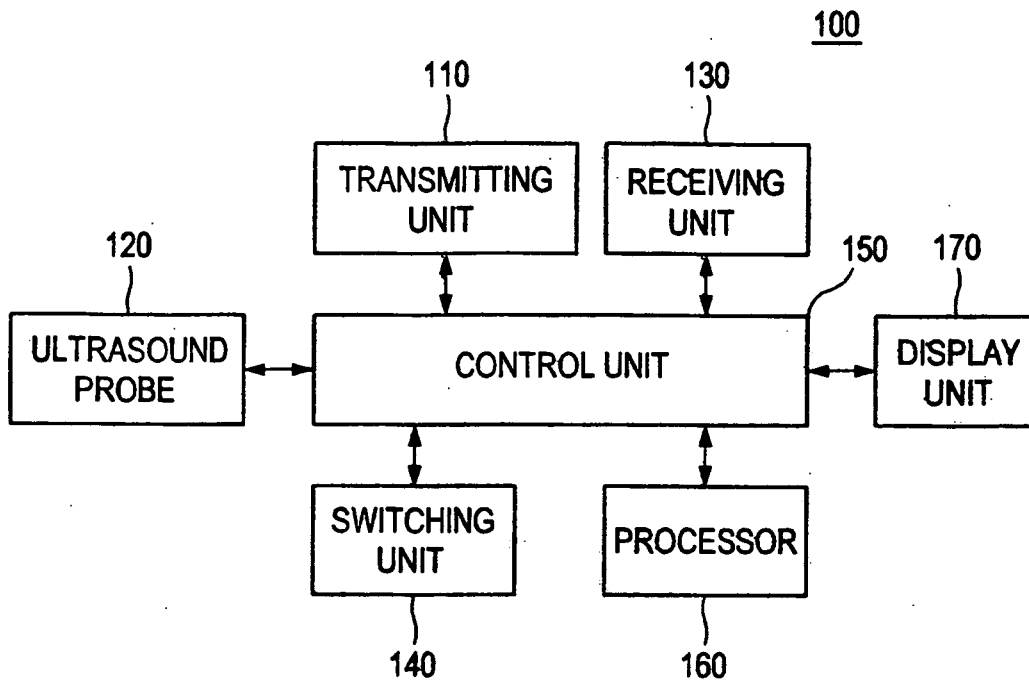 100
110
130
TRANSMITTING
UNIT
RECEIVING
UNIT
120
150
170
ULTRASOUND
PROBE
CONTROL UNIT
DISPLAY
UNIT
SWITCHING
UNIT
PROCESSOR
140
160